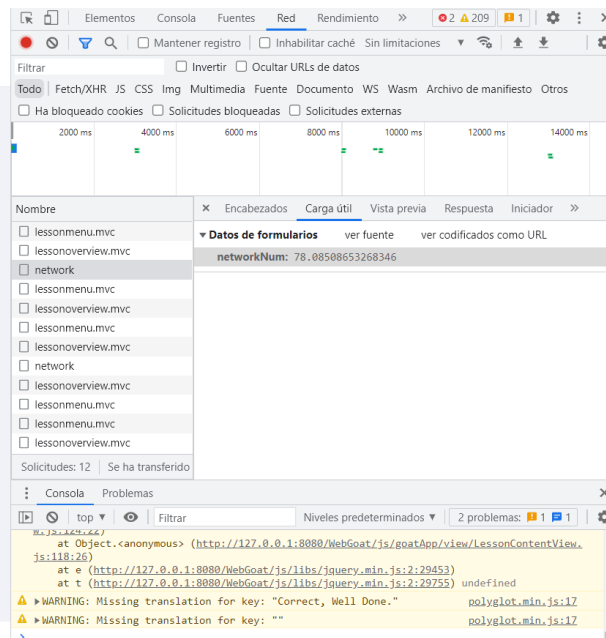 Elementos Consola Fuentes Red Rendimiento » 2 209 1
Mantener registro Inhabilitar caché Sin limitaciones
Filtrar Invertir Ocultar URLs de datos
Todo Fetch/XHR JS CSS Img Multimedia Fuente Documento WS Wasm Archivo de manifiesto Otros
Ha bloqueado cookies Solicitudes bloqueadas Solicitudes externas
2000 ms 4000 ms 6000 ms 8000 ms 10000 ms 12000 ms 14000 ms
Nombre × Encabezados Carga útil Vista previa Respuesta Iniciador »
lessonmenu.mvc
lessonoverview.mvc
network
lessonmenu.mvc
lessonoverview.mvc
lessonmenu.mvc
lessonoverview.mvc
network
lessonoverview.mvc
lessonmenu.mvc
lessonmenu.mvc
lessonoverview.mvc
▾ Datos de formularios ver fuente ver codificados como URL
networkNum: 78.08508653268346
Solicitudes: 12 Se ha transferido
Consola Problemas ×
top ▾ Filtrar Niveles predeterminados ▾ 2 problemas: 1 1
w.js:124:22)
at Object.<anonymous> (http://127.0.0.1:8080/WebGoat/js/goatApp/view/LessonContentView.
js:118:26)
at e (http://127.0.0.1:8080/WebGoat/js/libs/jquery.min.js:2:29453)
at t (http://127.0.0.1:8080/WebGoat/js/libs/jquery.min.js:2:29755) undefined
▸WARNING: Missing translation for key: "Correct, Well Done." polyglot.min.js:17
▸WARNING: Missing translation for key: "" polyglot.min.js:17